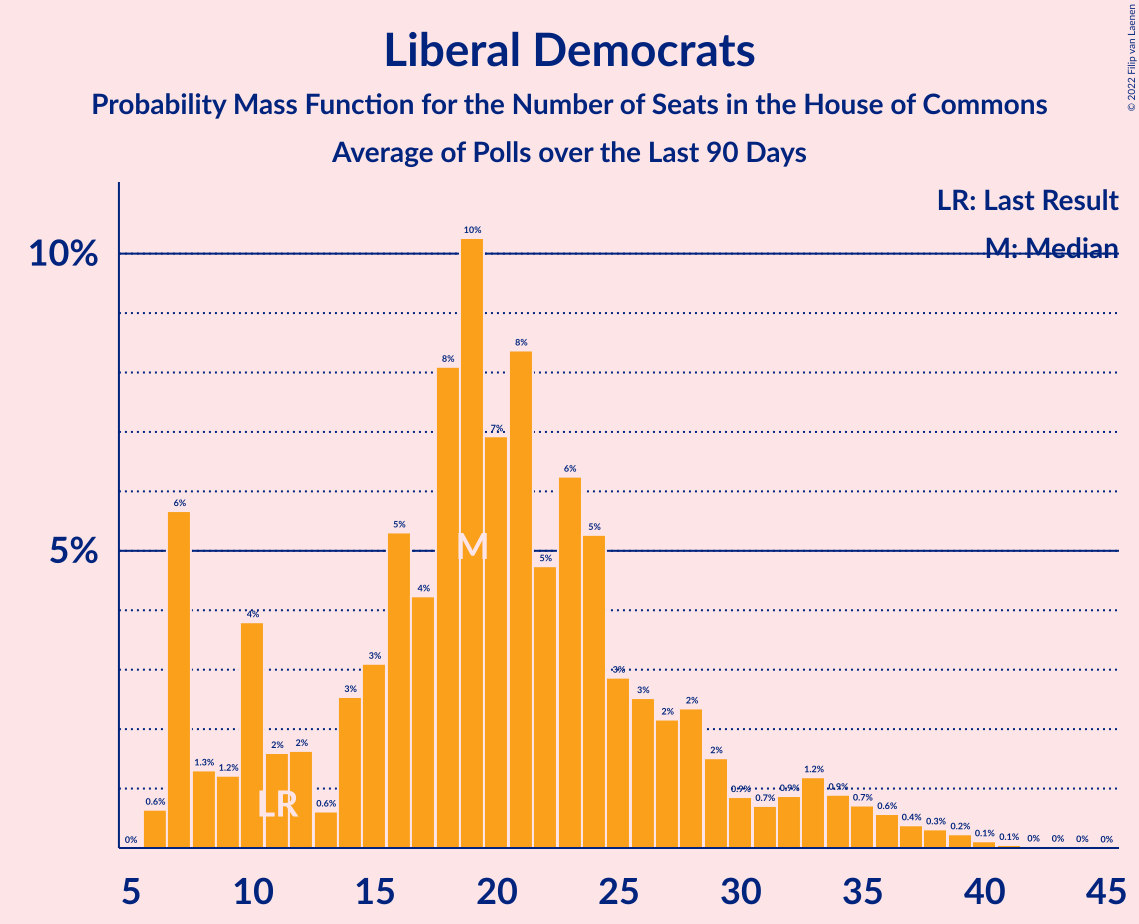 © 2022 Filip van Laenen
Liberal Democrats
Probability Mass Function for the Number of Seats in the House of Commons
Average of Polls over the Last 90 Days
LR: Last Result
M: Median
10%
5%
0% 0.6% 6% 1.3% 1.2% 4% 2% 2% 0.6% 3% 3% 5% 4% 8% 10% 7% 8% 5% 6% 5% 3% 3% 2% 2% 2% 0.9% 0.7% 0.9% 1.2% 0.9% 0.7% 0.6% 0.4% 0.3% 0.2% 0.1% 0.1% 0% 0% 0% 0%
M
LR
5 10 15 20 25 30 35 40 45